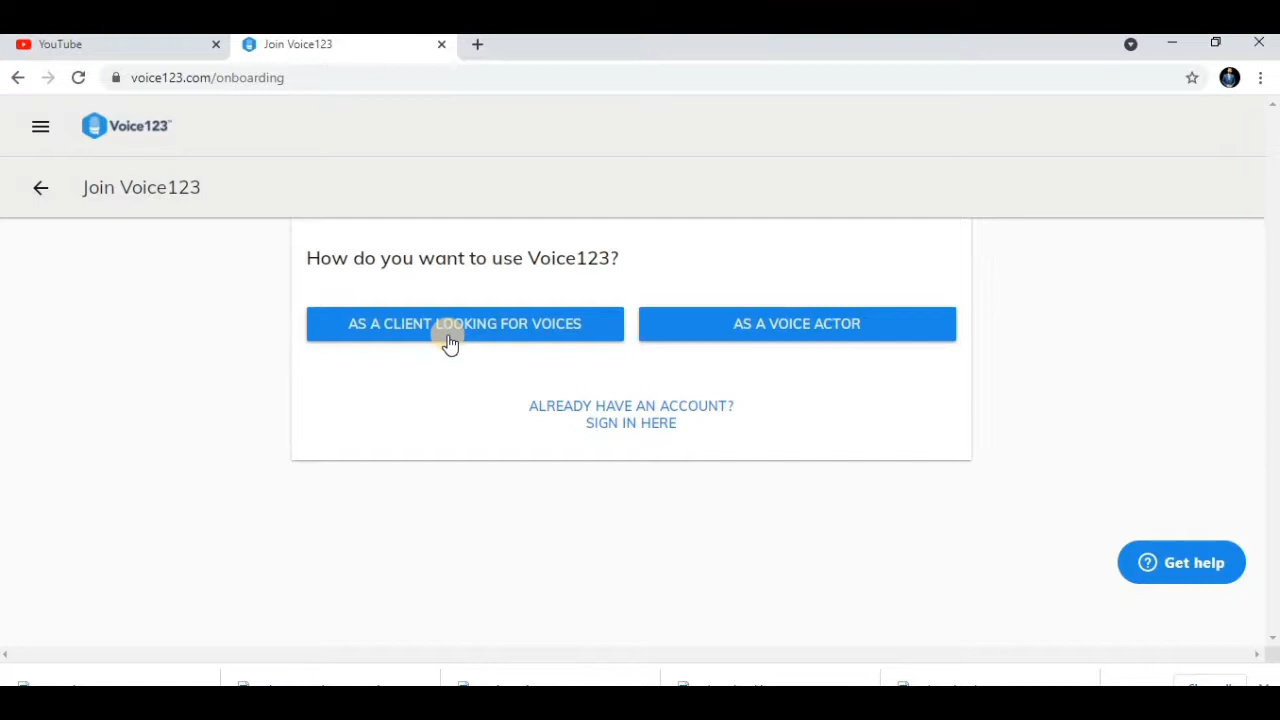 YouTube
Join Voice123
voice123.com/onboarding
Voice123™
Join Voice123
How do you want to use Voice123?
AS A CLIENT LOOKING FOR VOICES
AS A VOICE ACTOR
ALREADY HAVE AN ACCOUNT?
SIGN IN HERE
Get help